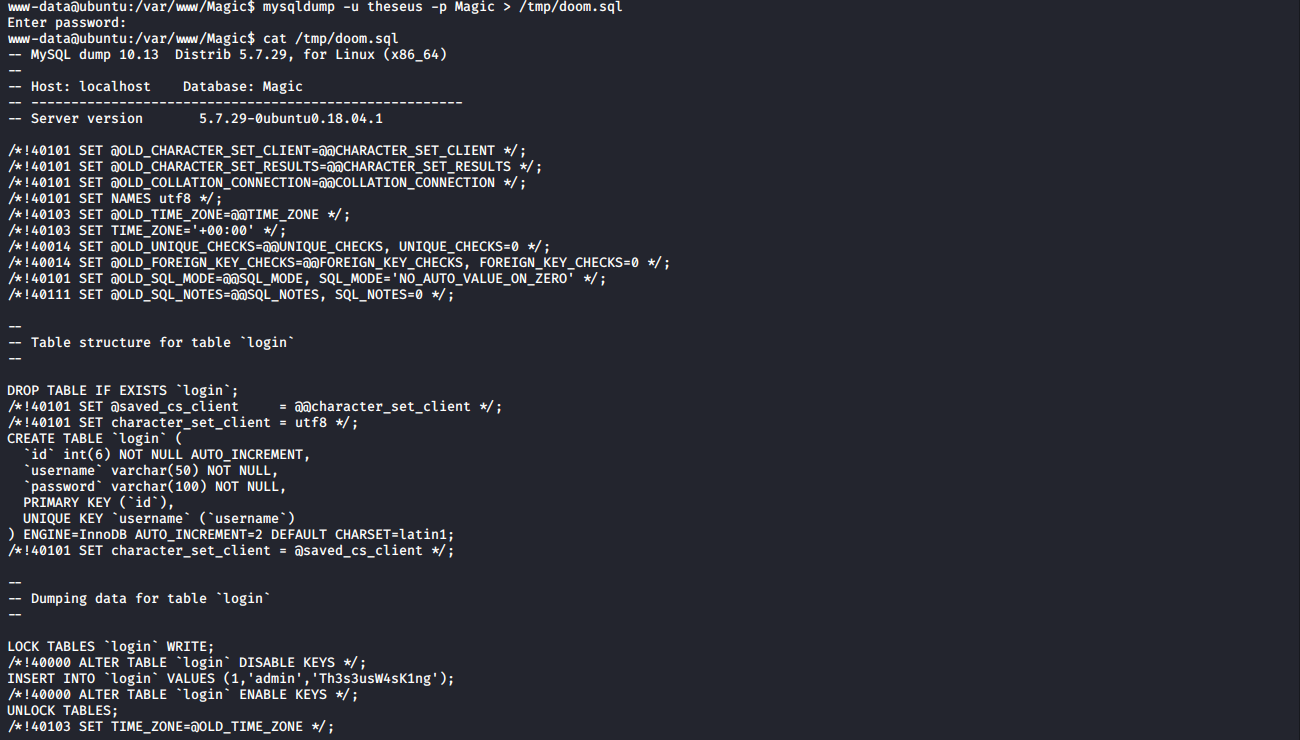 www-data@ubuntu:/var/www/Magic$ mysqldump -u theseus -p Magic > /tmp/doom.sql
Enter password:
www-data@ubuntu:/var/www/Magic$ cat /tmp/doom.sql
-- MySQL dump 10.13  Distrib 5.7.29, for Linux (x86_64)
--
-- Host: localhost    Database: Magic
-- ------------------------------------------------------
-- Server version       5.7.29-0ubuntu0.18.04.1

/*!40101 SET @OLD_CHARACTER_SET_CLIENT=@@CHARACTER_SET_CLIENT */;
/*!40101 SET @OLD_CHARACTER_SET_RESULTS=@@CHARACTER_SET_RESULTS */;
/*!40101 SET @OLD_COLLATION_CONNECTION=@@COLLATION_CONNECTION */;
/*!40101 SET NAMES utf8 */;
/*!40103 SET @OLD_TIME_ZONE=@@TIME_ZONE */;
/*!40103 SET TIME_ZONE='+00:00' */;
/*!40014 SET @OLD_UNIQUE_CHECKS=@@UNIQUE_CHECKS, UNIQUE_CHECKS=0 */;
/*!40014 SET @OLD_FOREIGN_KEY_CHECKS=@@FOREIGN_KEY_CHECKS, FOREIGN_KEY_CHECKS=0 */;
/*!40101 SET @OLD_SQL_MODE=@@SQL_MODE, SQL_MODE='NO_AUTO_VALUE_ON_ZERO' */;
/*!40111 SET @OLD_SQL_NOTES=@@SQL_NOTES, SQL_NOTES=0 */;

--
-- Table structure for table `login`
--

DROP TABLE IF EXISTS `login`;
/*!40101 SET @saved_cs_client     = @@character_set_client */;
/*!40101 SET character_set_client = utf8 */;
CREATE TABLE `login` (
  `id` int(6) NOT NULL AUTO_INCREMENT,
  `username` varchar(50) NOT NULL,
  `password` varchar(100) NOT NULL,
  PRIMARY KEY (`id`),
  UNIQUE KEY `username` (`username`)
) ENGINE=InnoDB AUTO_INCREMENT=2 DEFAULT CHARSET=latin1;
/*!40101 SET character_set_client = @saved_cs_client */;

--
-- Dumping data for table `login`
--

LOCK TABLES `login` WRITE;
/*!40000 ALTER TABLE `login` DISABLE KEYS */;
INSERT INTO `login` VALUES (1,'admin','Th3s3usW4sK1ng');
/*!40000 ALTER TABLE `login` ENABLE KEYS */;
UNLOCK TABLES;
/*!40103 SET TIME_ZONE=@OLD_TIME_ZONE */;